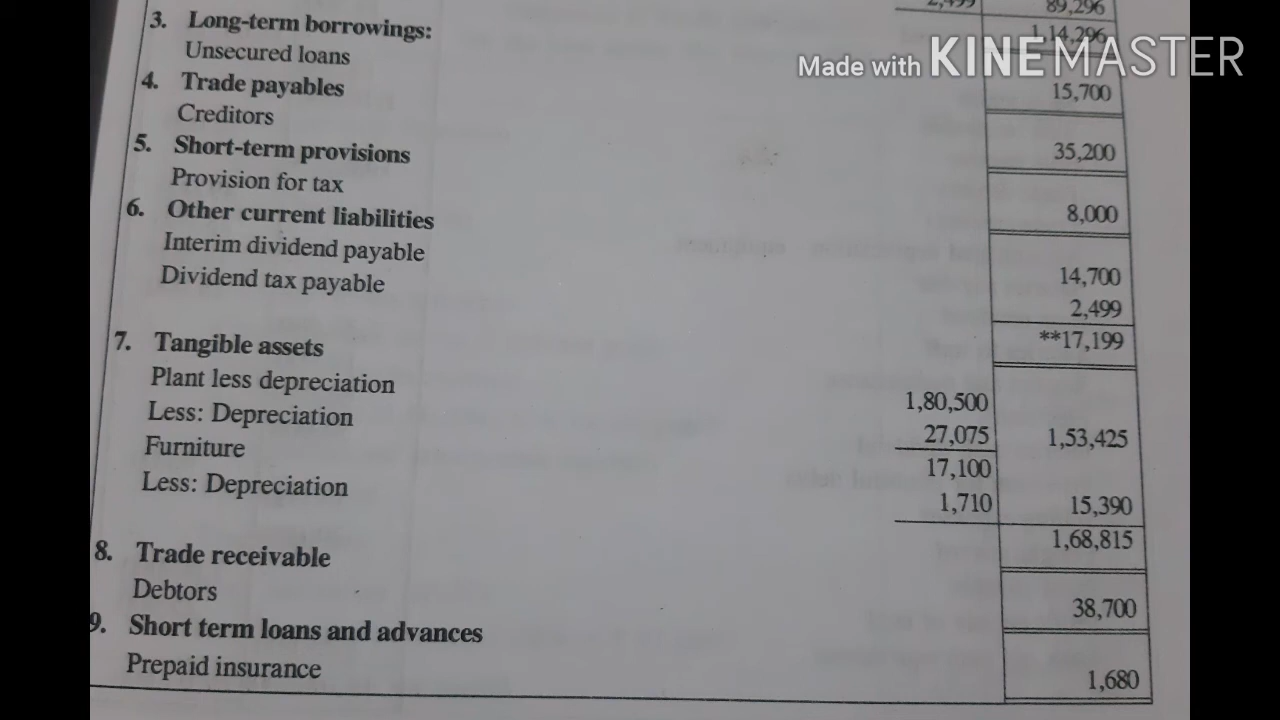 2,499 89,296
3. Long-term borrowings: 1,14,296
Made with KINEMASTER
Unsecured loans 15,700
4. Trade payables
Creditors 35,200
5. Short-term provisions
Provision for tax 8,000
6. Other current liabilities
Interim dividend payable 14,700
Dividend tax payable 2,499
**17,199
7. Tangible assets
Plant less depreciation 1,80,500
Less: Depreciation 27,075 1,53,425
Furniture 17,100
Less: Depreciation 1,710 15,390
1,68,815
8. Trade receivable
Debtors 38,700
9. Short term loans and advances
Prepaid insurance 1,680